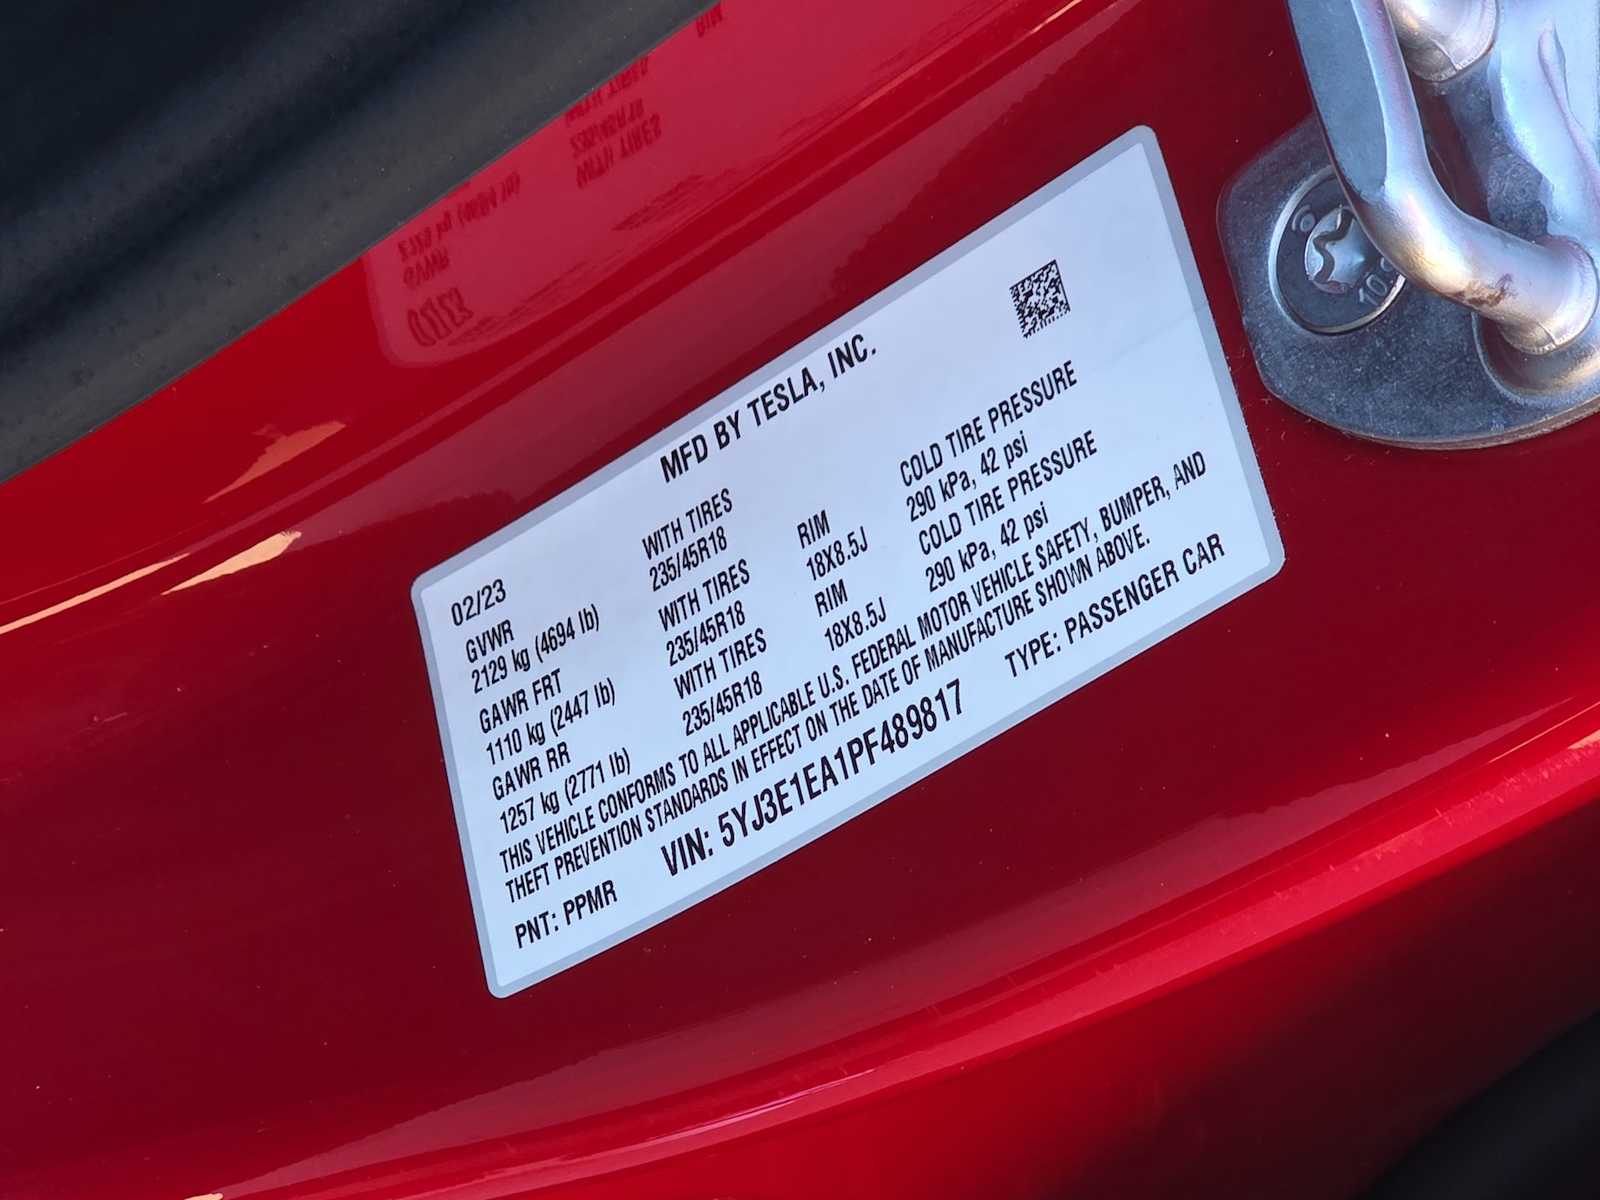 MFD BY TESLA, INC.
02/23
GVWR WITH TIRES RIM COLD TIRE PRESSURE
2129 kg (4694 lb) 235/45R18 18X8.5J 290 kPa, 42 psi
GAWR FRT WITH TIRES RIM COLD TIRE PRESSURE
1110 kg (2447 lb) 235/45R18 18X8.5J 290 kPa, 42 psi
GAWR RR WITH TIRES
1257 kg (2771 lb) 235/45R18
THIS VEHICLE CONFORMS TO ALL APPLICABLE U.S. FEDERAL MOTOR VEHICLE SAFETY, BUMPER, AND
THEFT PREVENTION STANDARDS IN EFFECT ON THE DATE OF MANUFACTURE SHOWN ABOVE.
VIN: 5YJ3E1EA1PF489817 TYPE: PASSENGER CAR
PNT: PPMR
10.9